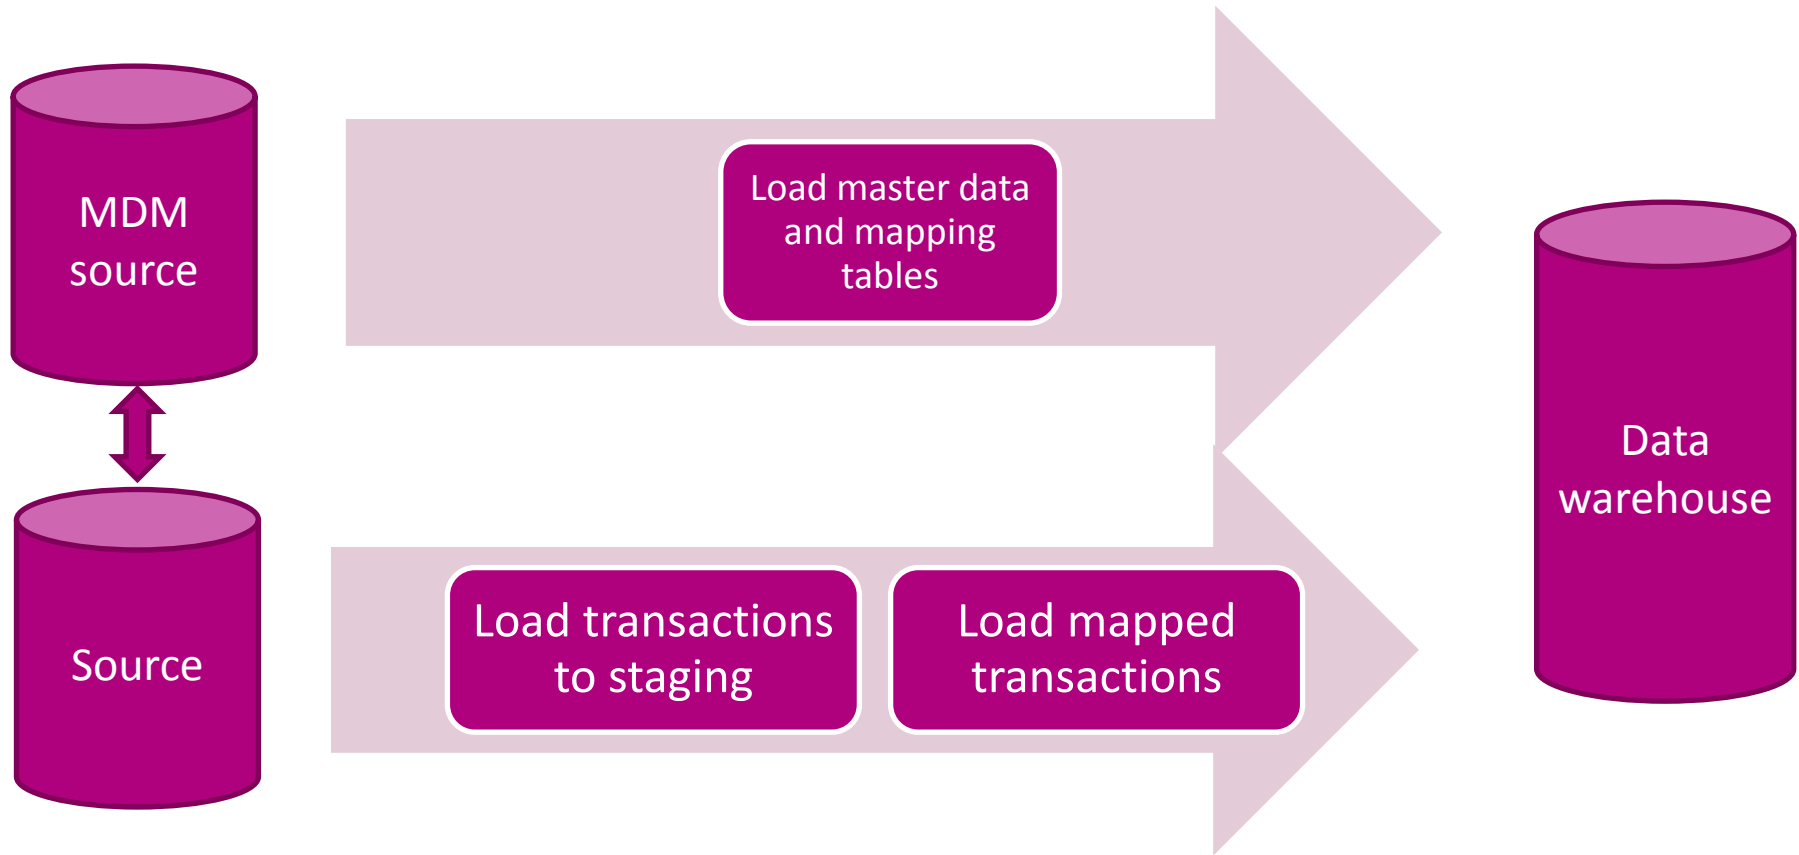 MDM
source
Load master data
and mapping
tables
Data
warehouse
Source
Load transactions
to staging
Load mapped
transactions